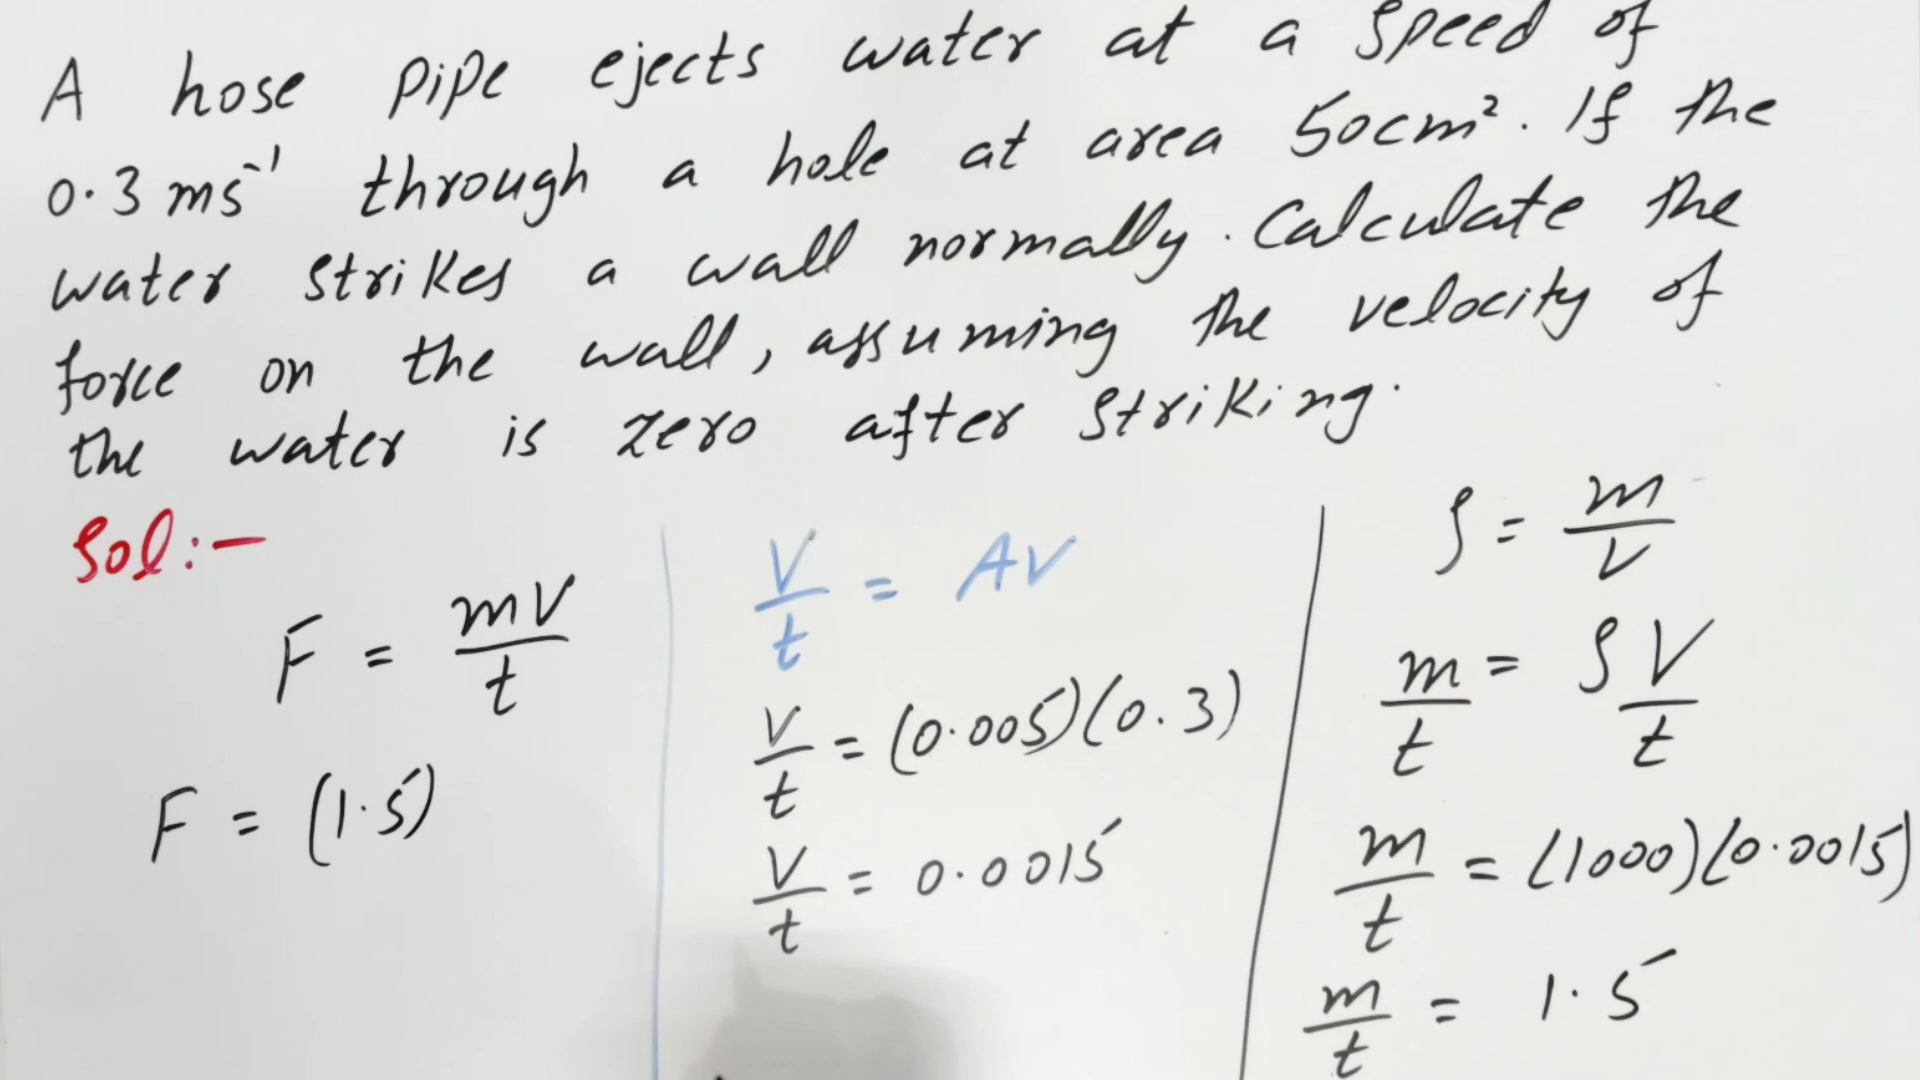 A hose pipe ejects water at a speed of
0.3 ms⁻¹ through a hole at area 50cm². If the
water strikes a wall normally. Calculate the
force on the wall, assuming the velocity of
the water is zero after striking.
Sol:-
F = mv/t
F = (1.5)
V/t = AV
V/t = (0.005)(0.3)
V/t = 0.0015
ρ = m/V
m/t = ρ V/t
m/t = (1000)(0.0015)
m/t = 1.5